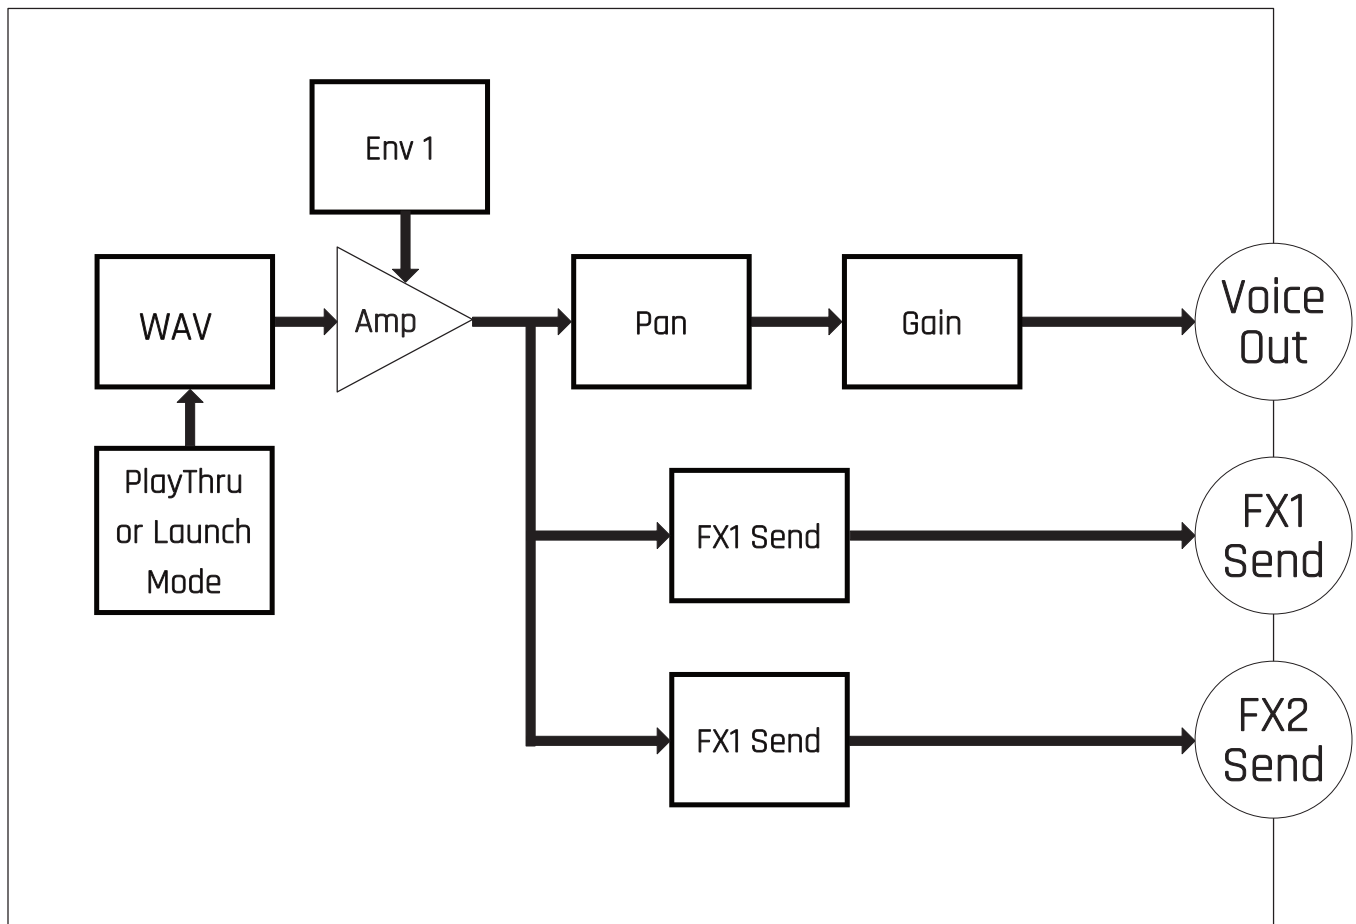 Env 1
WAV
Amp
Pan
Gain
Voice
Out
PlayThru
or Launch
Mode
FX1 Send
FX1
Send
FX1 Send
FX2
Send